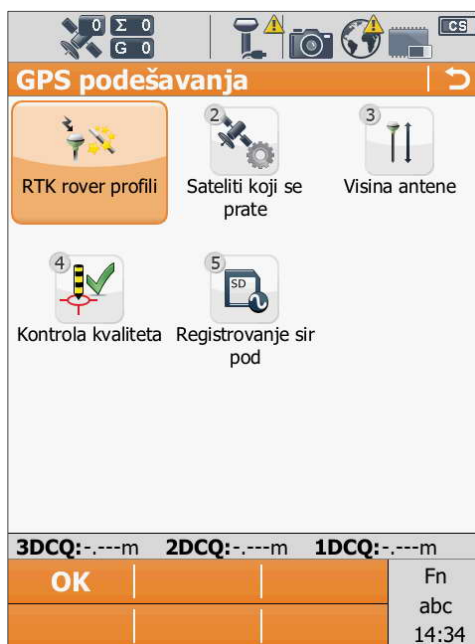 0 Σ 0
0 G 0
CS
GPS podešavanja
RTK rover profili
2
Sateliti koji se
prate
3
Visina antene
4
Kontrola kvaliteta
5
SD
Registrovanje sir
pod
3DCQ:-.---m 2DCQ:-.---m 1DCQ:-.---m
OK
Fn
abc
14:34